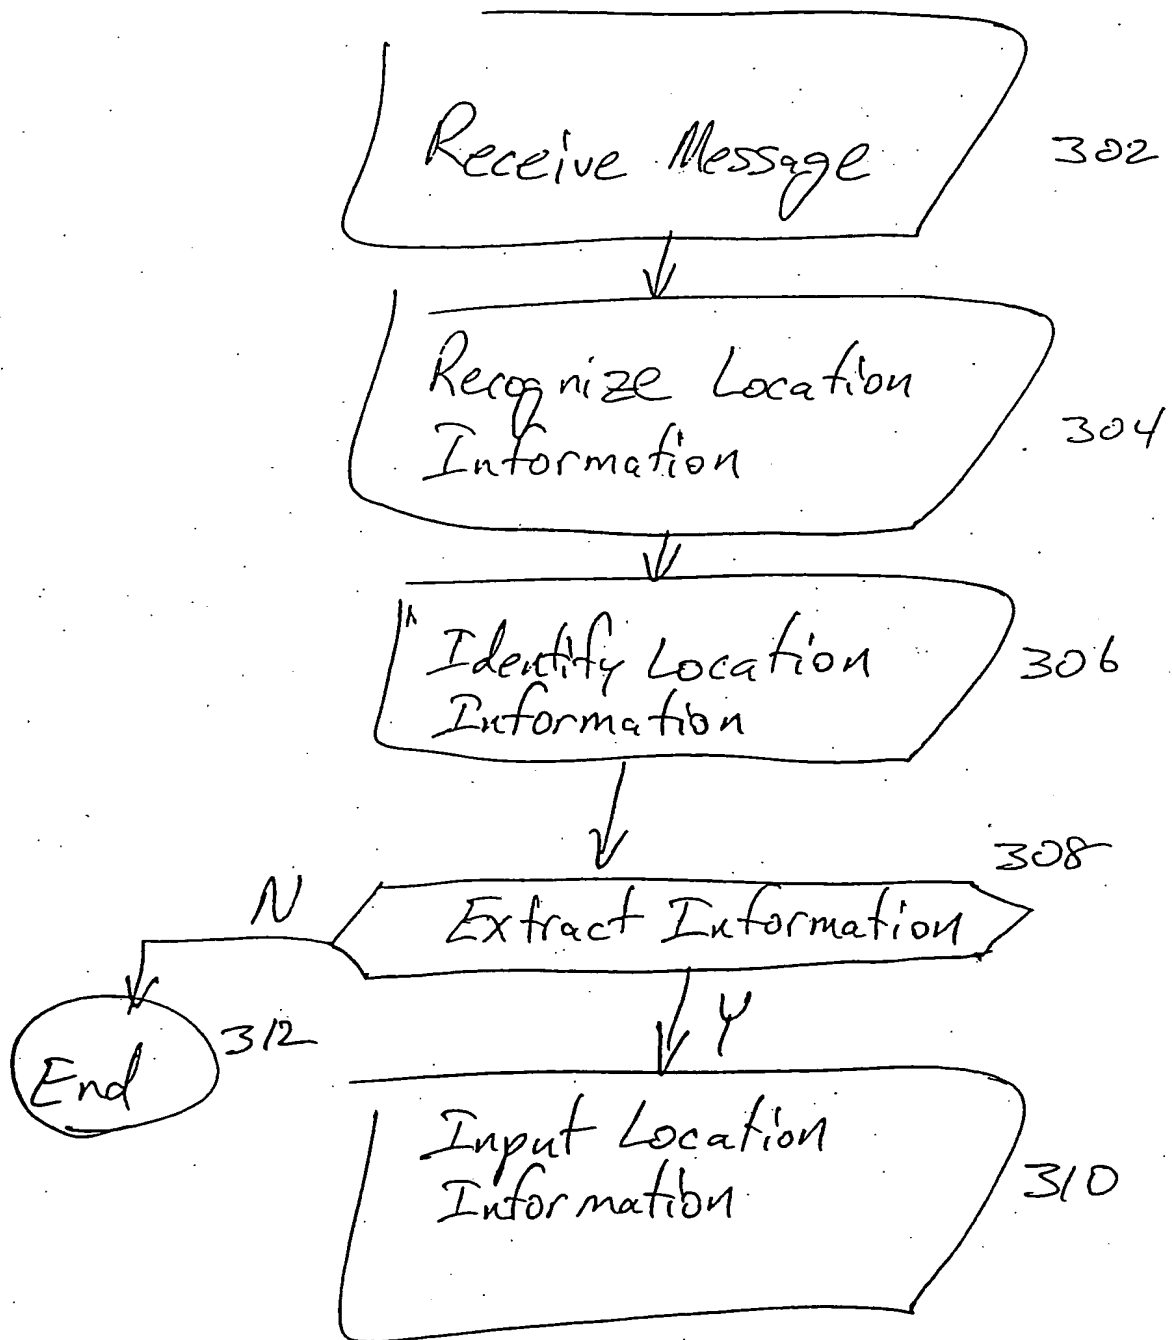 Receive Message
302
Recognize Location
Information
304
Identify Location
Information
306
308
N
Extract Information
Y
End
312
Input Location
Information
310